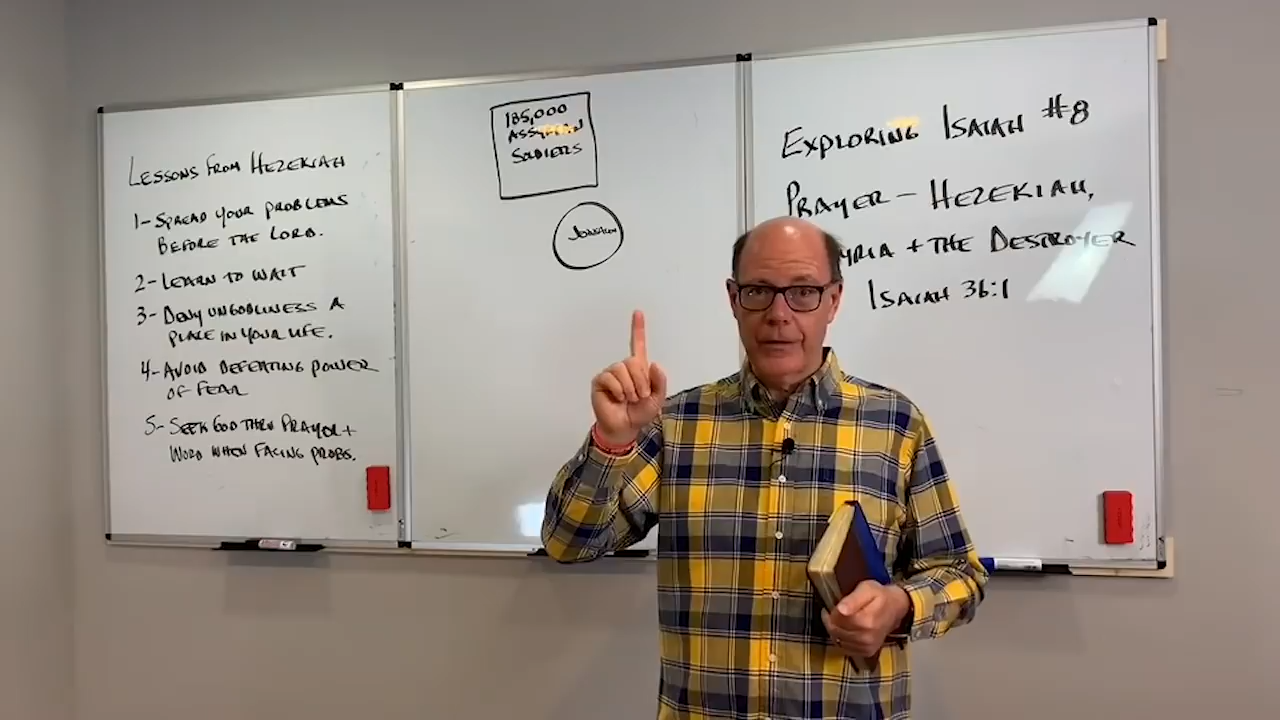 LESSONS FROM HEZEKIAH
1- SPREAD YOUR PROBLEMS
BEFORE THE LORD.
2- LEARN TO WAIT
3- DENY UNGODLINESS A
PLACE IN YOUR LIFE.
4- AVOID DEFEATING POWER
OF FEAR
5- SEEK GOD THRU PRAYER +
WORD WHEN FACING PROBS.
185,000
ASSYRIAN
SOLDIERS
EXPLORING ISAIAH #8
PRAYER - HEZEKIAH,
YRIA + THE DESTROYER
ISAIAH 36:1